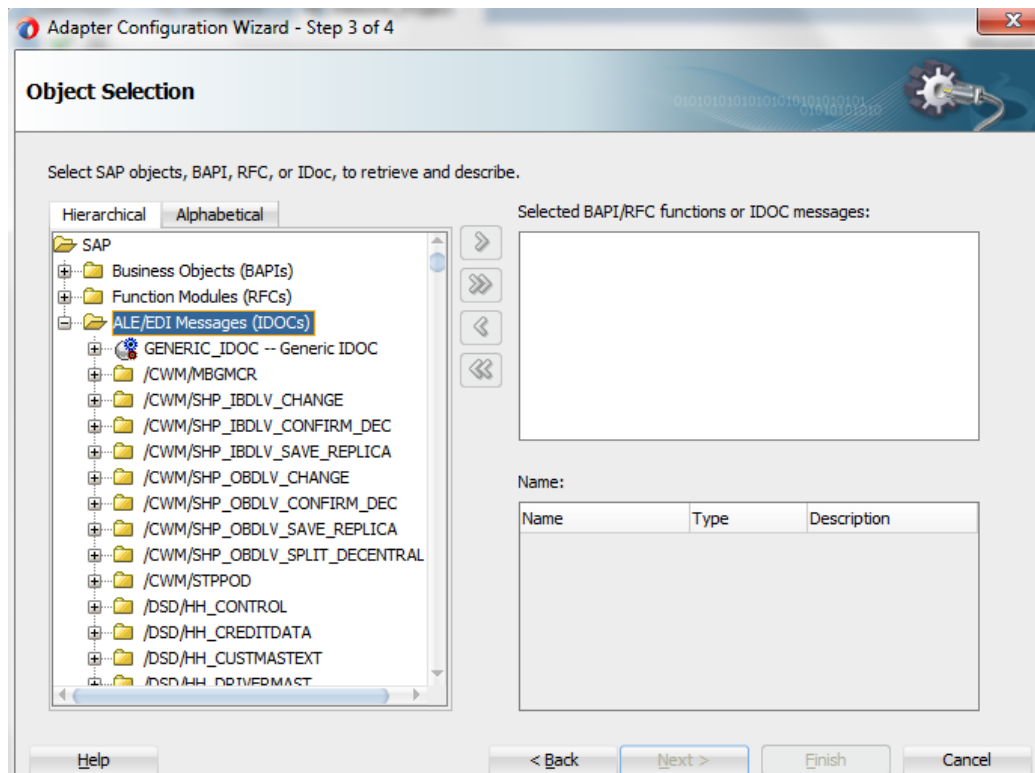 Adapter Configuration Wizard - Step 3 of 4
x
Object Selection
Select SAP objects, BAPI, RFC, or IDoc, to retrieve and describe.
Hierarchical Alphabetical
Selected BAPI/RFC functions or IDOC messages:
SAP
Business Objects (BAPIs)
Function Modules (RFCs)
ALE/EDI Messages (IDOCs)
GENERIC_IDOC -- Generic IDOC
/CWM/MBGMCR
/CWM/SHP_IBDLV_CHANGE
/CWM/SHP_IBDLV_CONFIRM_DEC
/CWM/SHP_IBDLV_SAVE_REPLICA
/CWM/SHP_OBDLV_CHANGE
/CWM/SHP_OBDLV_CONFIRM_DEC
/CWM/SHP_OBDLV_SAVE_REPLICA
/CWM/SHP_OBDLV_SPLIT_DECENTRAL
/CWM/STPPOD
/DSD/HH_CONTROL
/DSD/HH_CREDITDATA
/DSD/HH_CUSTMASTEXT
/DSD/HH_DRIVERMAST
Name:
Name Type Description
Help < Back Next > Finish Cancel